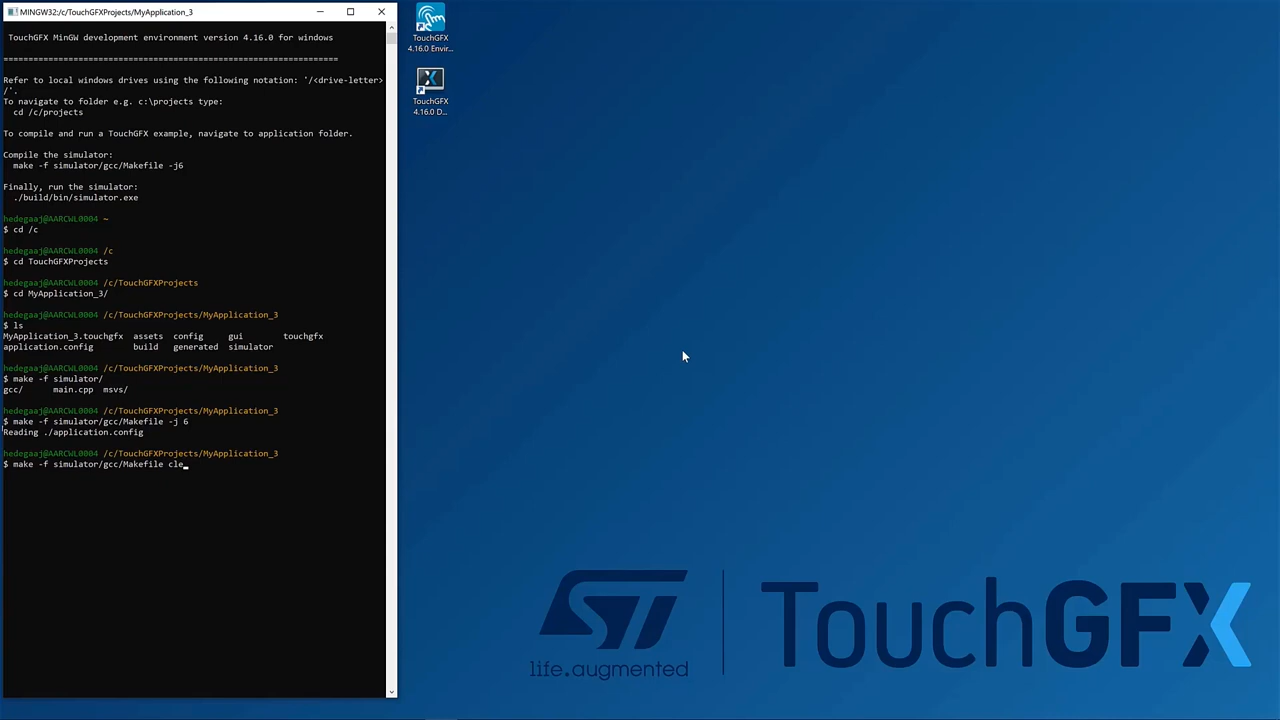 MINGW32:/c/TouchGFXProjects/MyApplication_3
TouchGFX MinGW development environment version 4.16.0 for windows
===================================================================
Refer to local windows drives using the following notation: '/<drive-letter>
/'.
To navigate to folder e.g. c:\projects type:
cd /c/projects
To compile and run a TouchGFX example, navigate to application folder.
Compile the simulator:
make -f simulator/gcc/Makefile -j6
Finally, run the simulator:
./build/bin/simulator.exe
hedegaaj@AARCWL0004 ~
$ cd /c
hedegaaj@AARCWL0004 /c
$ cd TouchGFXProjects
hedegaaj@AARCWL0004 /c/TouchGFXProjects
$ cd MyApplication_3/
hedegaaj@AARCWL0004 /c/TouchGFXProjects/MyApplication_3
$ ls
MyApplication_3.touchgfx assets config gui touchgfx
application.config build generated simulator
hedegaaj@AARCWL0004 /c/TouchGFXProjects/MyApplication_3
$ make -f simulator/
gcc/ main.cpp msvs/
hedegaaj@AARCWL0004 /c/TouchGFXProjects/MyApplication_3
$ make -f simulator/gcc/Makefile -j 6
Reading ./application.config
hedegaaj@AARCWL0004 /c/TouchGFXProjects/MyApplication_3
$ make -f simulator/gcc/Makefile cle_
TouchGFX
4.16.0 Envir...
TouchGFX
4.16.0 D...
ST
life.augmented
TouchGFX